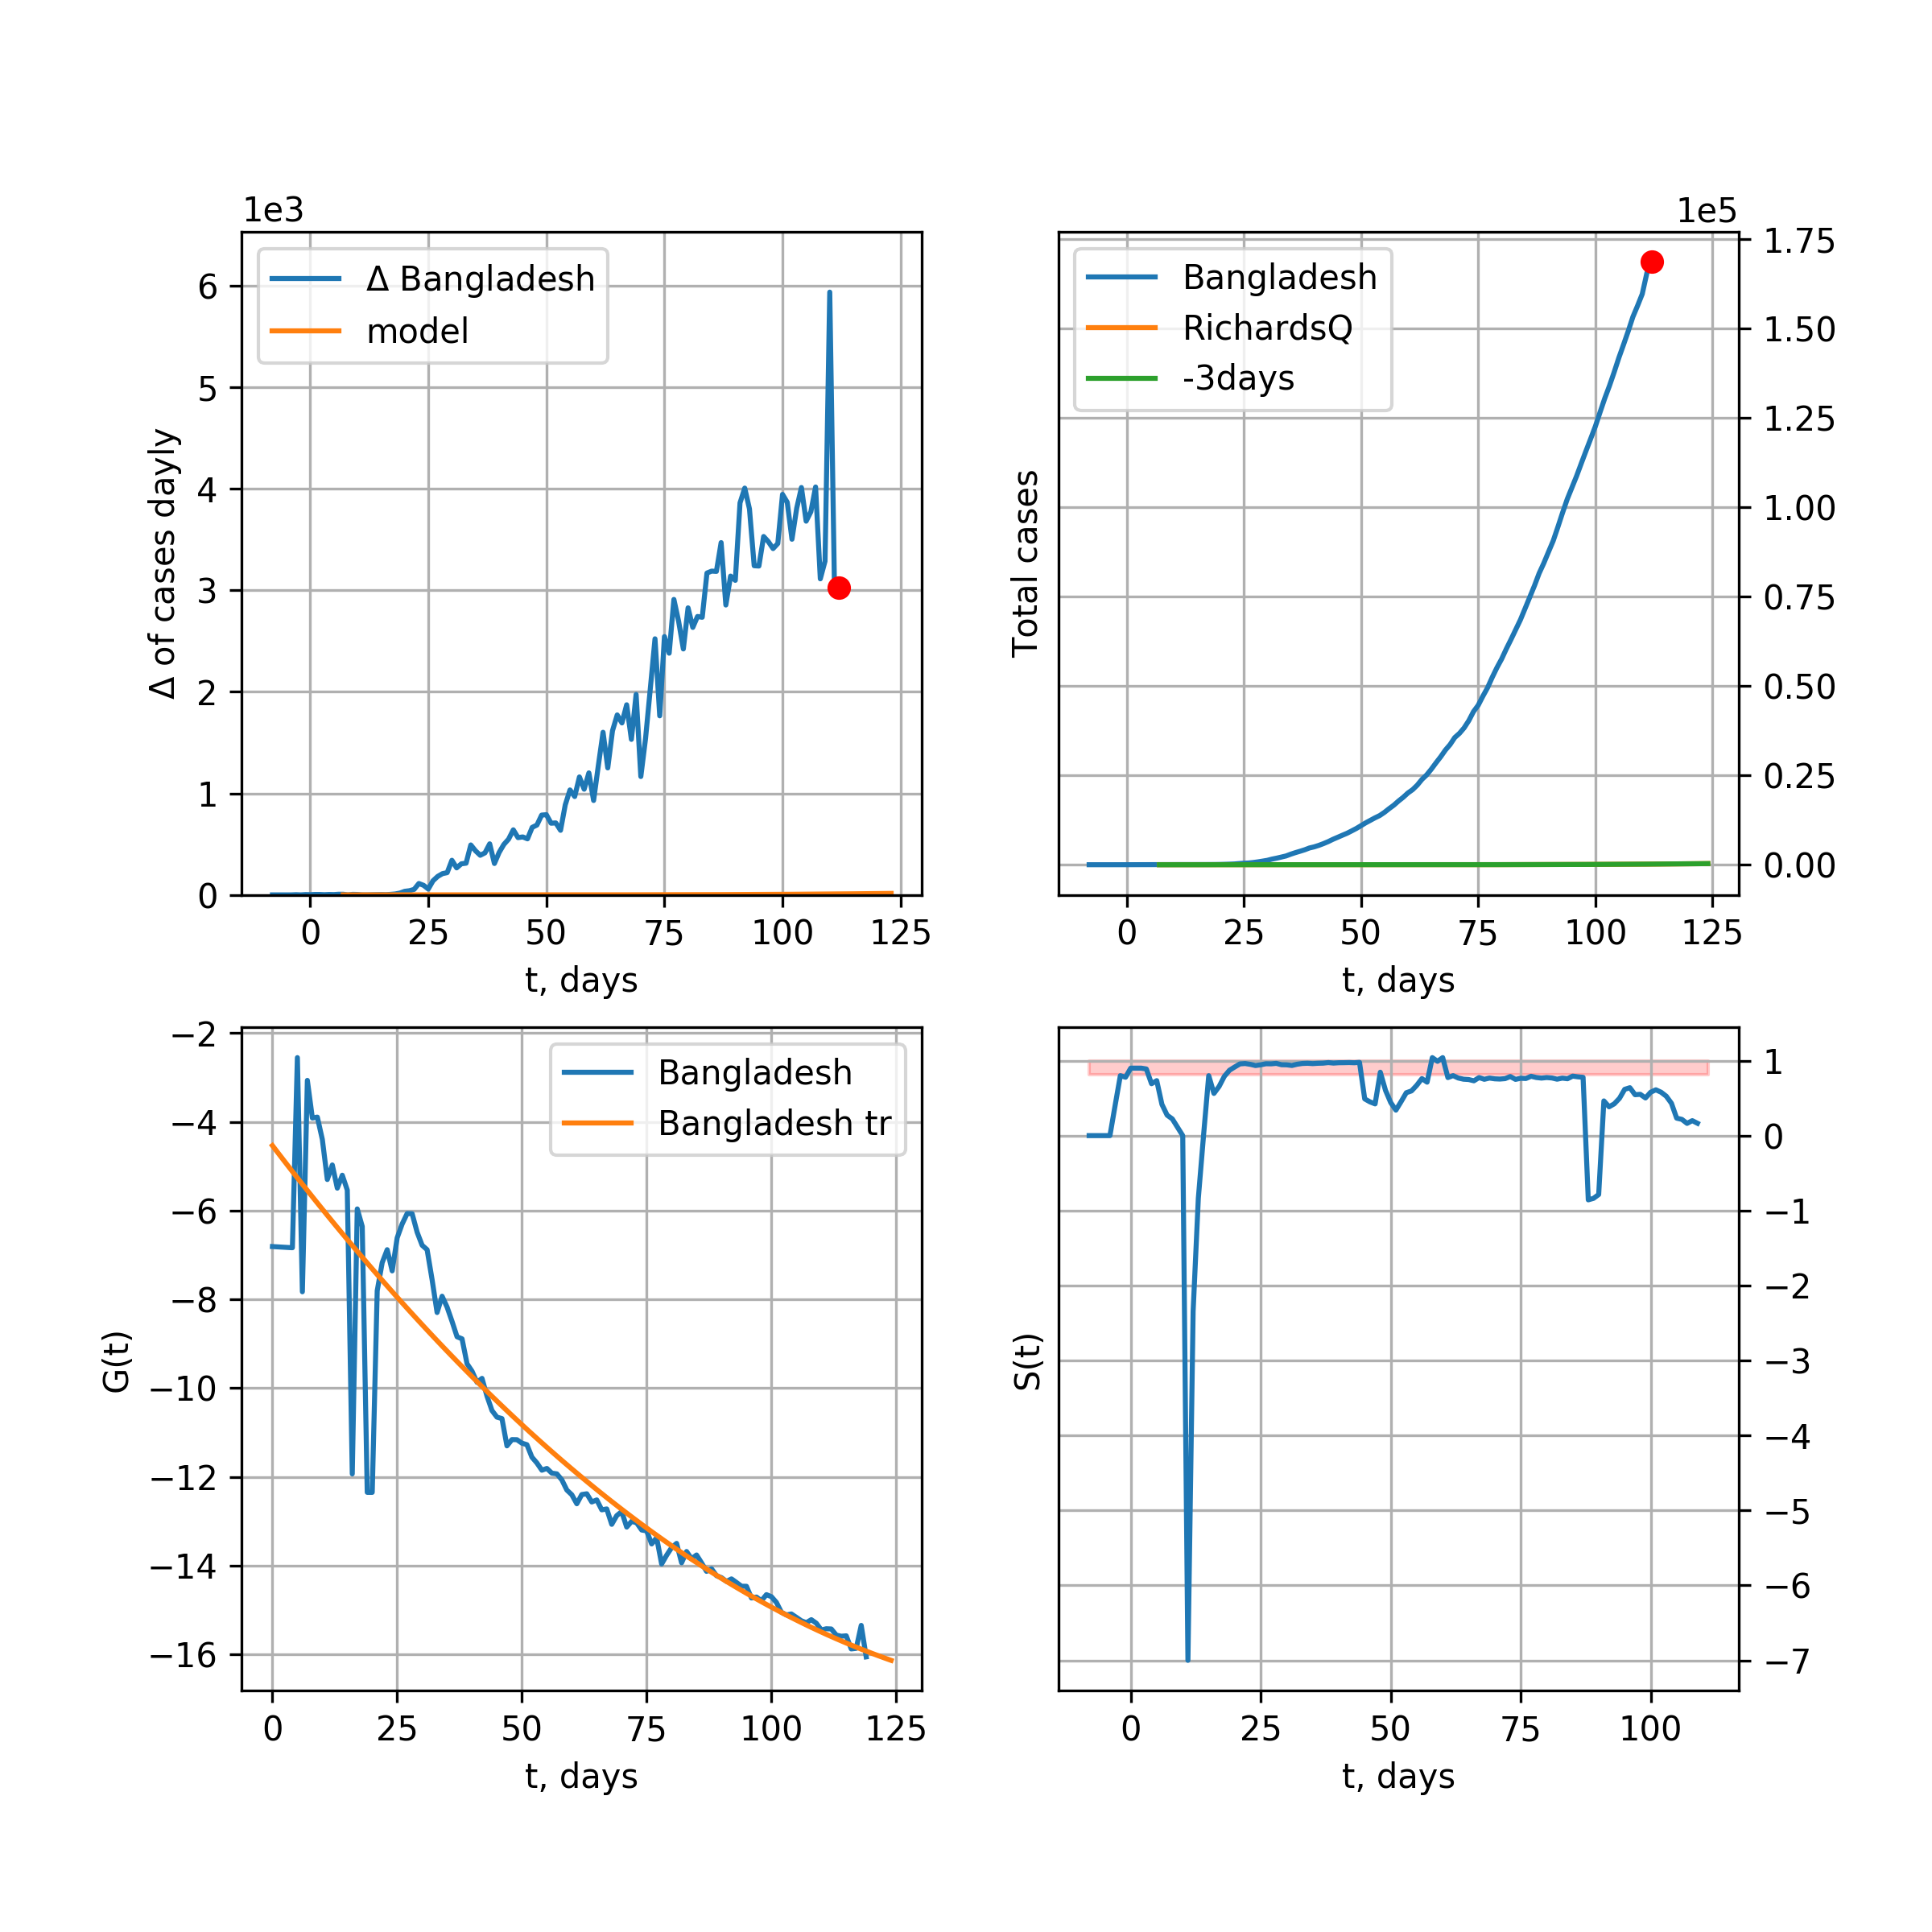 1e3
Δ Bangladesh
model
6
5
4
3
2
1
0
Δ of cases dayly
0 25 50 75 100 125
t, days
1e5
Bangladesh
RichardsQ
-3days
Total cases
1.75
1.50
1.25
1.00
0.75
0.50
0.25
0.00
0 25 50 75 100 125
t, days
Bangladesh
Bangladesh tr
−2
−4
−6
−8
−10
−12
−14
−16
G(t)
0 25 50 75 100 125
t, days
S(t)
1
0
−1
−2
−3
−4
−5
−6
−7
0 25 50 75 100
t, days